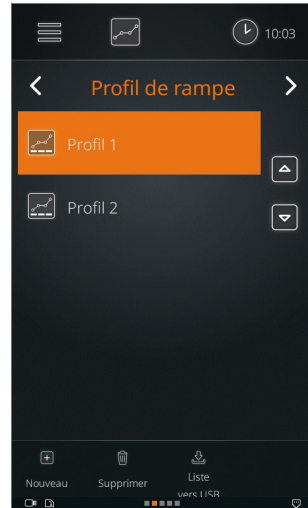 10:03
Profil de rampe
Profil 1
Profil 2
Nouveau
Supprimer
Liste
vers USB